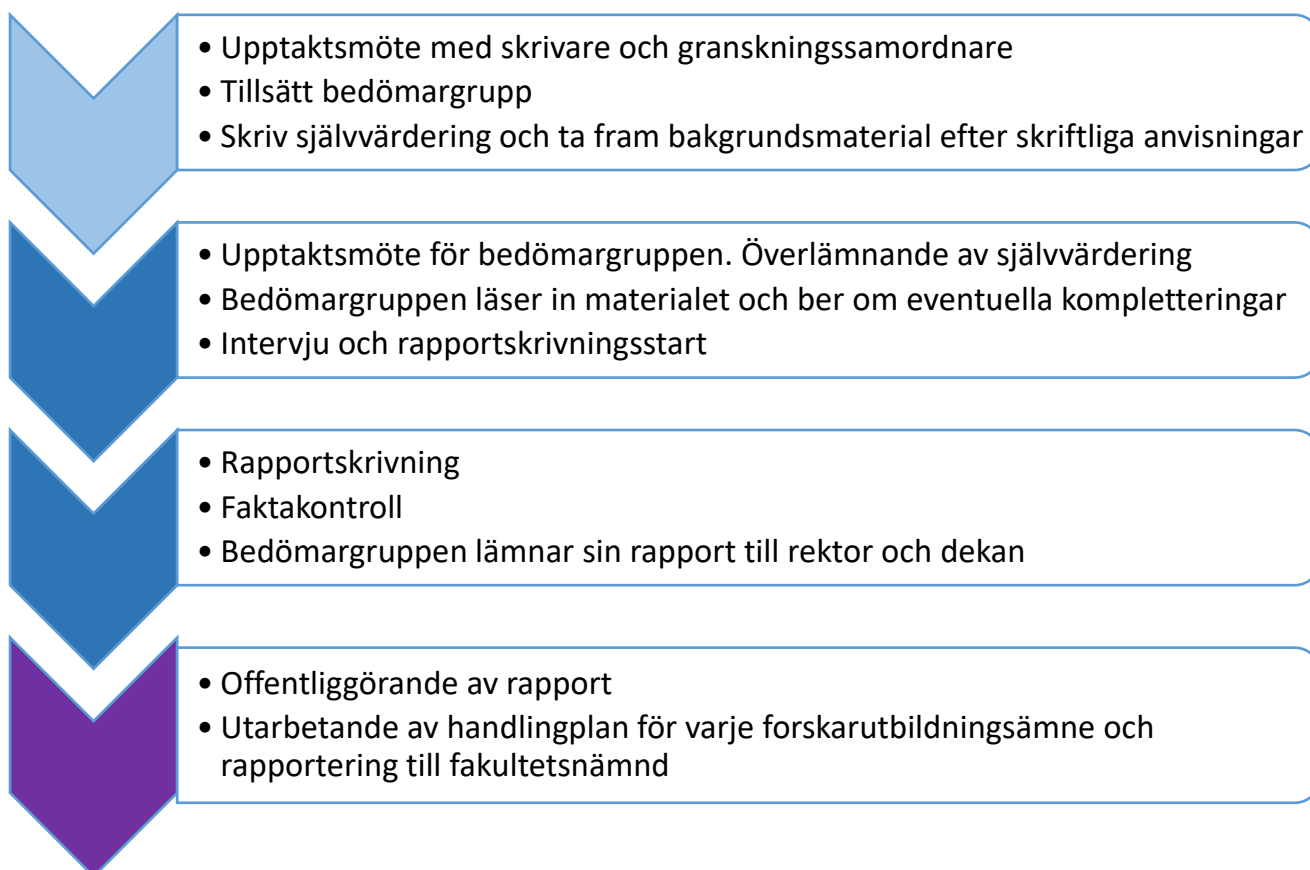 • Upptaktsmöte med skrivare och granskningssamordnare
• Tillsätt bedömargrupp
• Skriv självvärdering och ta fram bakgrundsmaterial efter skriftliga anvisningar
• Upptaktsmöte för bedömargruppen. Överlämnande av självvärdering
• Bedömargruppen läser in materialet och ber om eventuella kompletteringar
• Intervju och rapportskrivningsstart
• Rapportskrivning
• Faktakontroll
• Bedömargruppen lämnar sin rapport till rektor och dekan
• Offentliggörande av rapport
• Utarbetande av handlingplan för varje forskarutbildningsämne och
rapportering till fakultetsnämnd